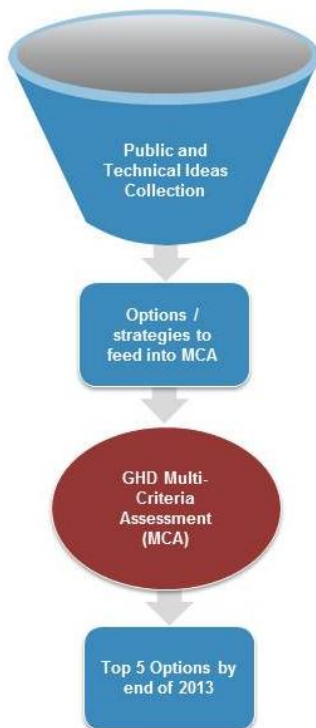 Public and
Technical Ideas
Collection
Options /
strategies to
feed into MCA
GHD Multi-
Criteria
Assessment
(MCA)
Top 5 Options by
end of 2013